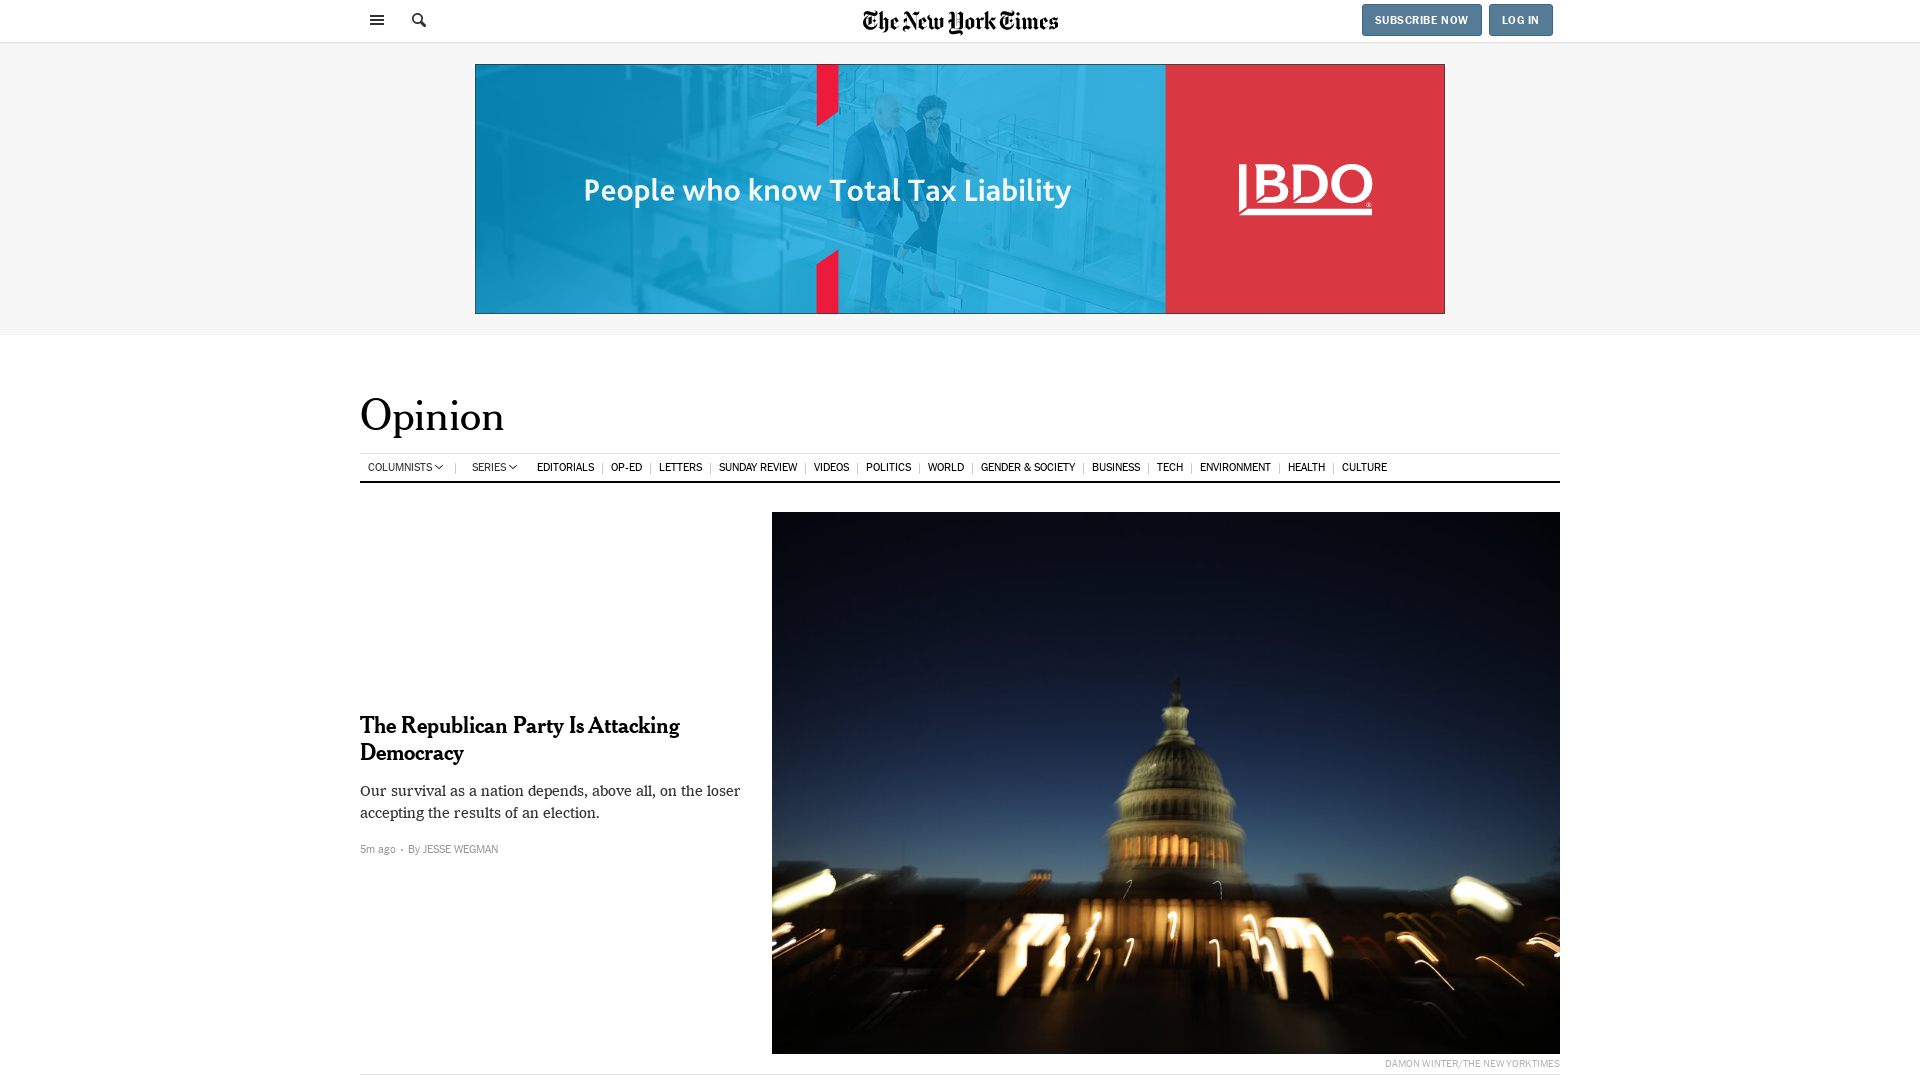 The New York Times
SUBSCRIBE NOW
LOG IN
People who know Total Tax Liability
BDO®
Opinion
COLUMNISTS SERIES EDITORIALS OP-ED LETTERS SUNDAY REVIEW VIDEOS POLITICS WORLD GENDER & SOCIETY BUSINESS TECH ENVIRONMENT HEALTH CULTURE
The Republican Party Is Attacking
Democracy
Our survival as a nation depends, above all, on the loser
accepting the results of an election.
5m ago • By JESSE WEGMAN
DAMON WINTER/THE NEW YORK TIMES